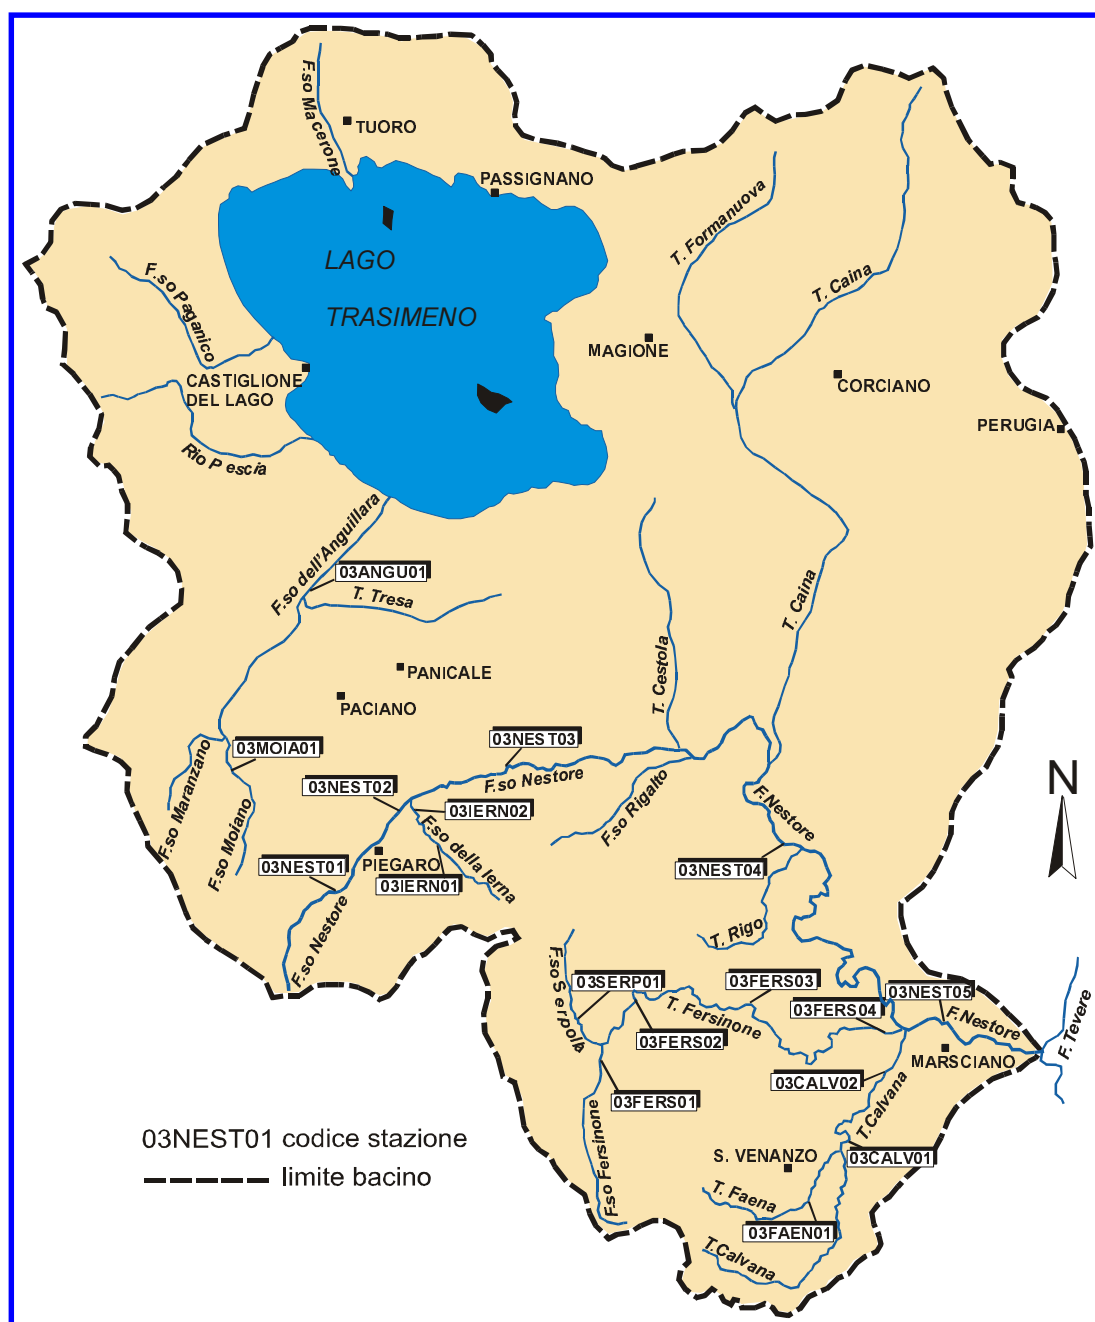 F.so Macerone
TUORO
PASSIGNANO
T. Formanuova
LAGO
TRASIMENO
F.so Paganico
T. Caina
MAGIONE
CASTIGLIONE
DEL LAGO
CORCIANO
PERUGIA
Rio Pescia
F.so dell'Anguillara
03ANGU01
T. Tresa
T. Caina
T. Cestola
PANICALE
PACIANO
03MOIA01
03NEST03
F.so Maranzano
F.so Moiano
03NEST02
F.so Nestore
03IERN02
F.so Rigalto
F.Nestore
F.so della Ierna
PIEGARO
03NEST01
03IERN01
03NEST04
F.so Nestore
T. Rigo
F.so Serpolla
03SERP01
03FERS03
03NEST05
T. Fersinone
03FERS04
F.Nestore
F. Tevere
03FERS02
MARSCIANO
03CALV02
03FERS01
T.Calvana
03NEST01 codice stazione
F.so Fersinone
S. VENANZO
03CALV01
limite bacino
T. Faena
03FAEN01
T.Calvana
N